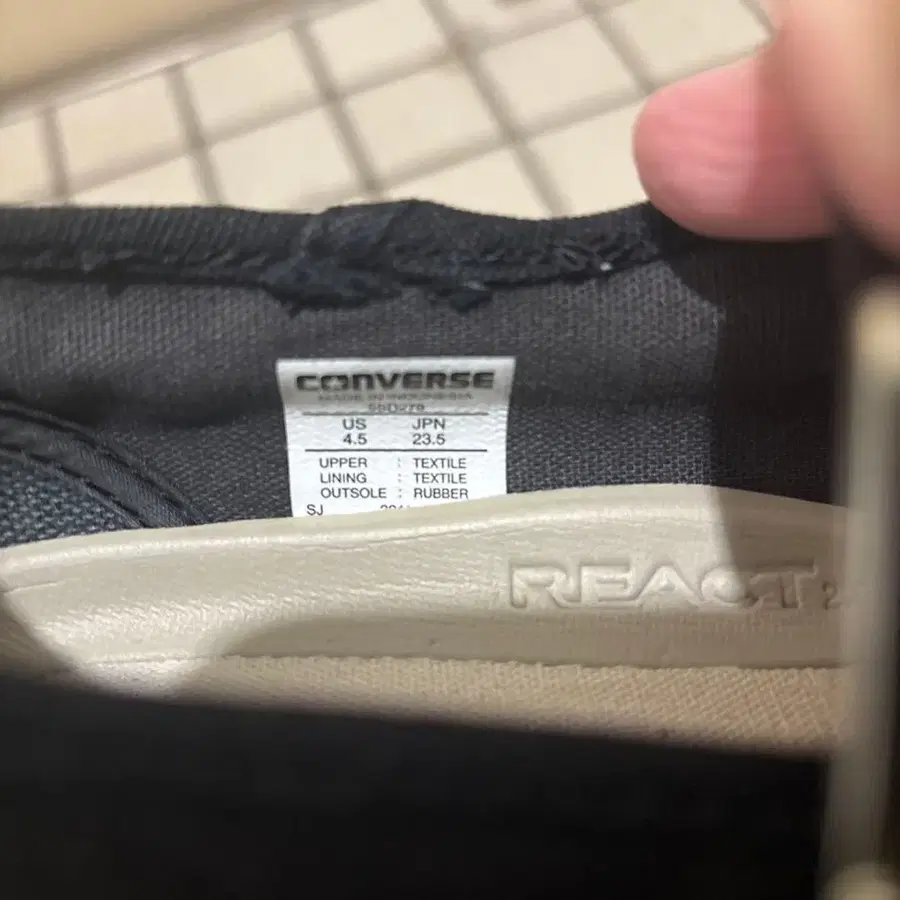 CONVERSE
MADE IN INDONESIA
US JPN
4.5 23.5
UPPER : TEXTILE
LINING : TEXTILE
OUTSOLE : RUBBER
SJ
REACT